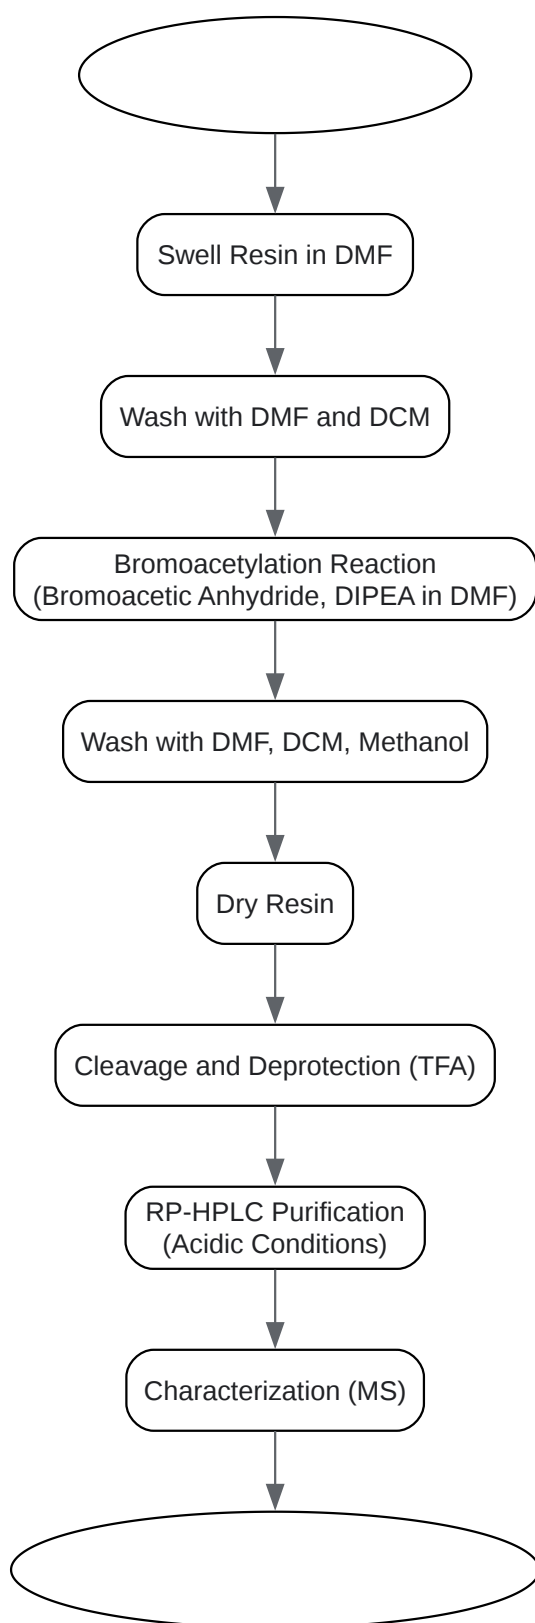 Swell Resin in DMF
Wash with DMF and DCM
Bromoacetylation Reaction
(Bromoacetic Anhydride, DIPEA in DMF)
Wash with DMF, DCM, Methanol
Dry Resin
Cleavage and Deprotection (TFA)
RP-HPLC Purification
(Acidic Conditions)
Characterization (MS)